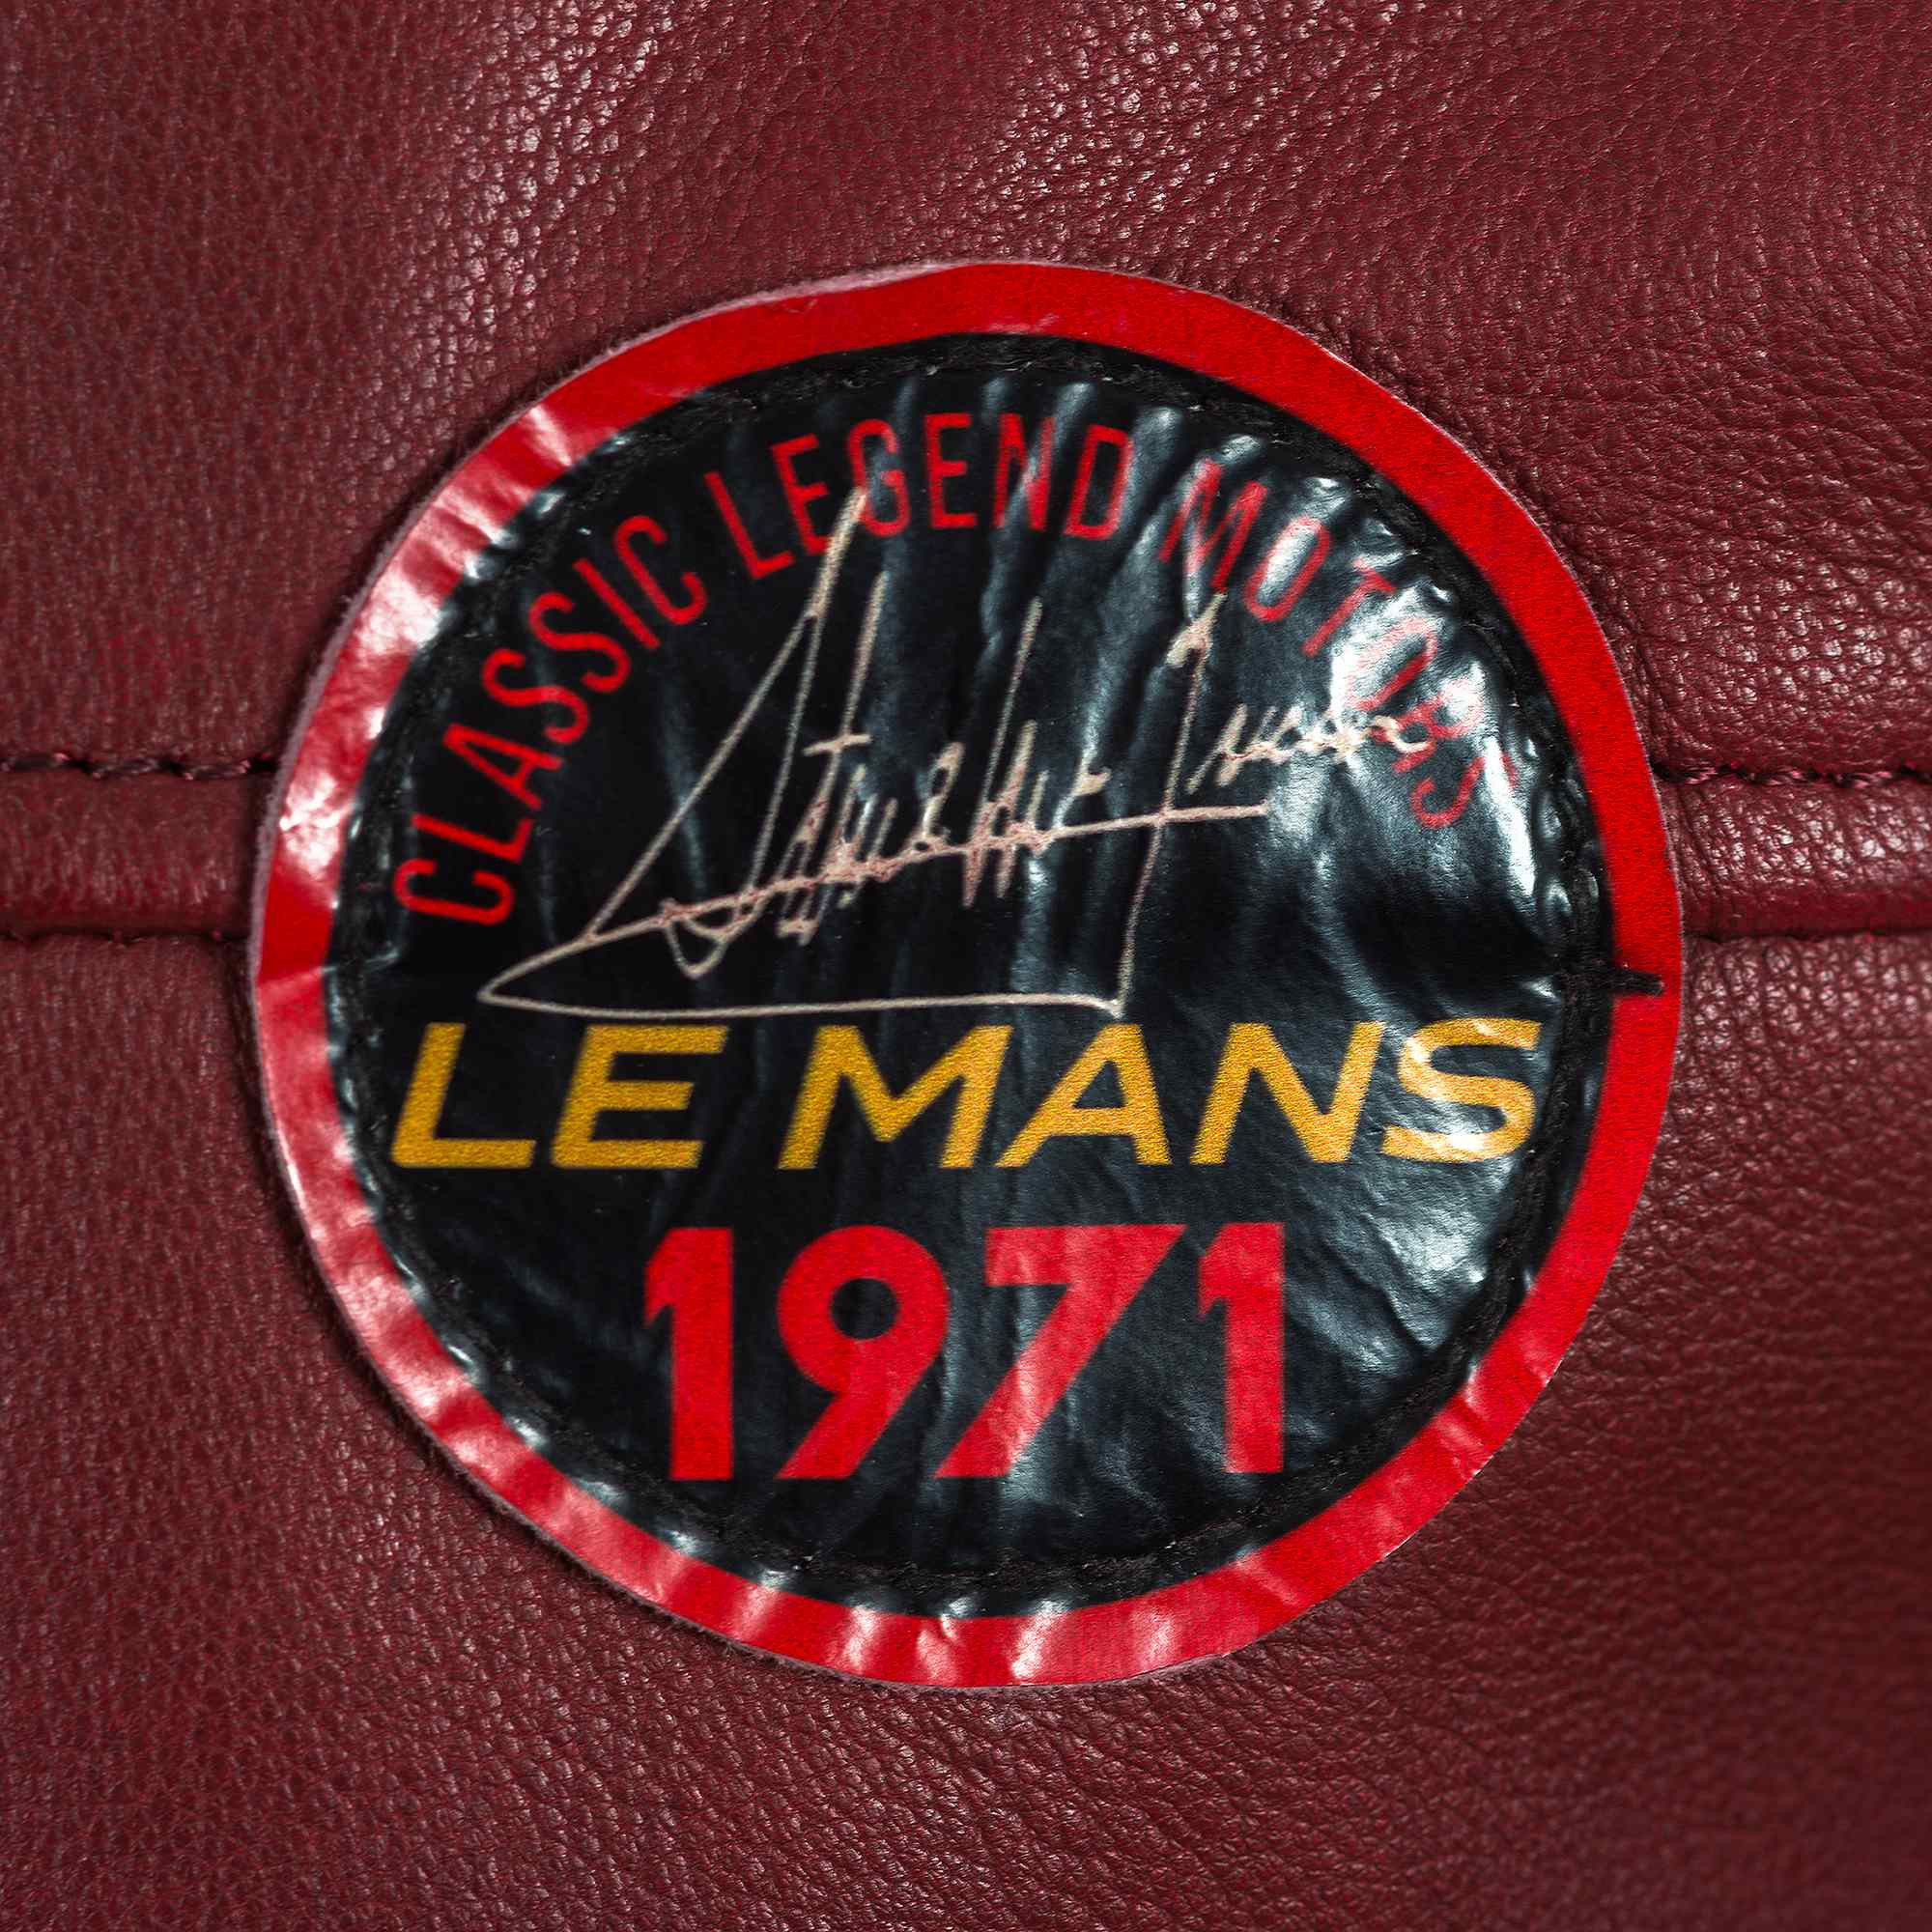 CLASSIC LEGEND MOTORS
LE MANS
1971